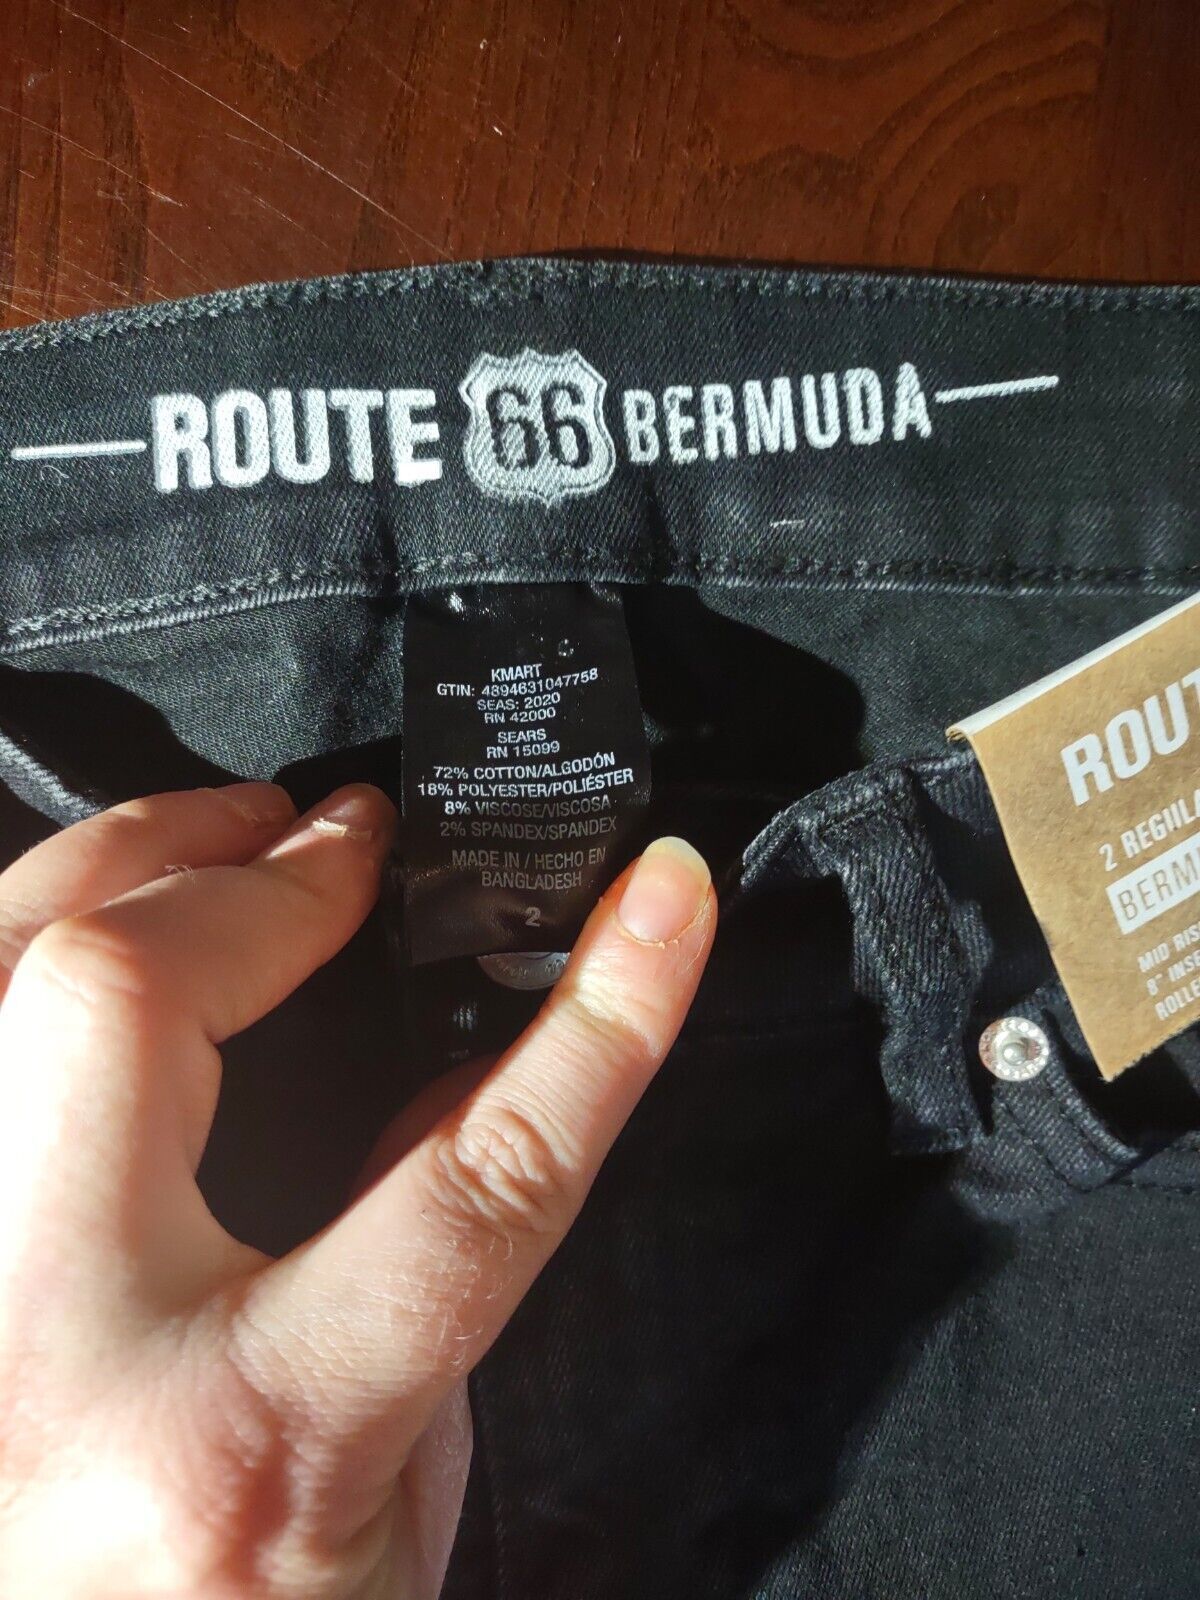 ROUTE 66 BERMUDA
KMART
GTIN: 4894631047758
SEAS: 2020
RN 42000
SEARS
RN 15099
72% COTTON/ALGODÓN
18% POLYESTER/POLIÉSTER
8% VISCOSE/VISCOSA
2% SPANDEX/SPANDEX
MADE IN / HECHO EN
BANGLADESH
2
ROUT
2 REGULA
BERM
MID RIS
9" INSE
ROLLE